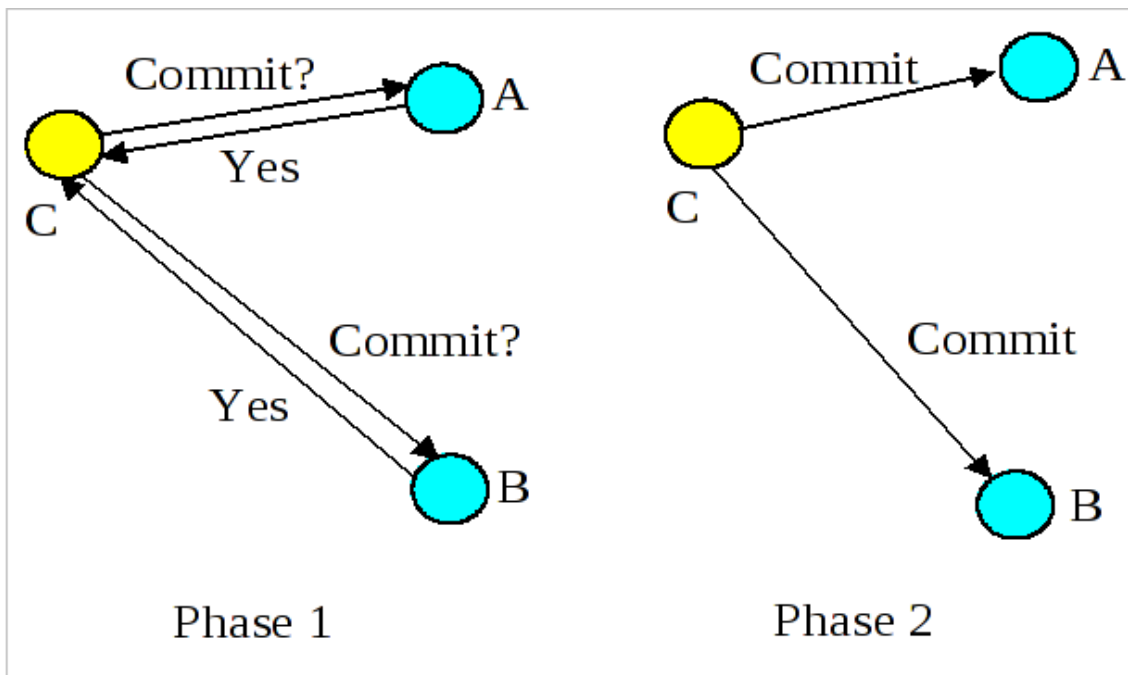 Commit?
A
Yes
C
Commit?
Yes
B
Phase 1
Commit
A
C
Commit
B
Phase 2